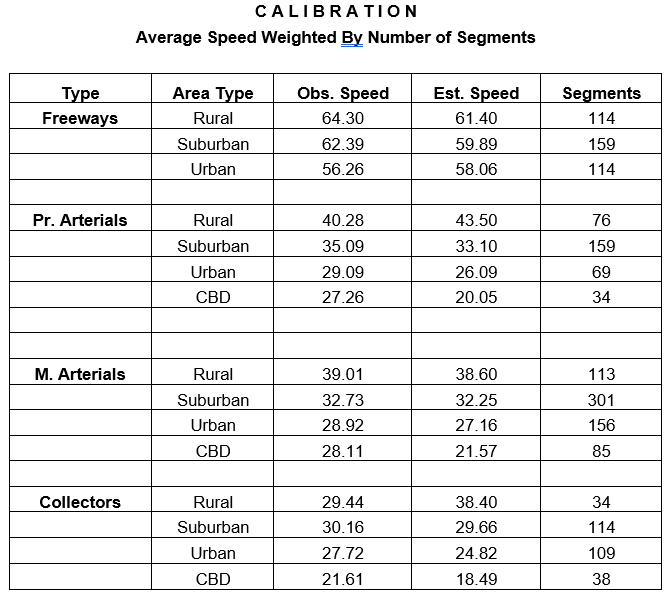 CALIBRATION
Average Speed Weighted By Number of Segments
Type Area Type Obs. Speed Est. Speed Segments
Freeways Rural 64.30 61.40 114
Suburban 62.39 59.89 159
Urban 56.26 58.06 114
Pr. Arterials Rural 40.28 43.50 76
Suburban 35.09 33.10 159
Urban 29.09 26.09 69
CBD 27.26 20.05 34
M. Arterials Rural 39.01 38.60 113
Suburban 32.73 32.25 301
Urban 28.92 27.16 156
CBD 28.11 21.57 85
Collectors Rural 29.44 38.40 34
Suburban 30.16 29.66 114
Urban 27.72 24.82 109
CBD 21.61 18.49 38